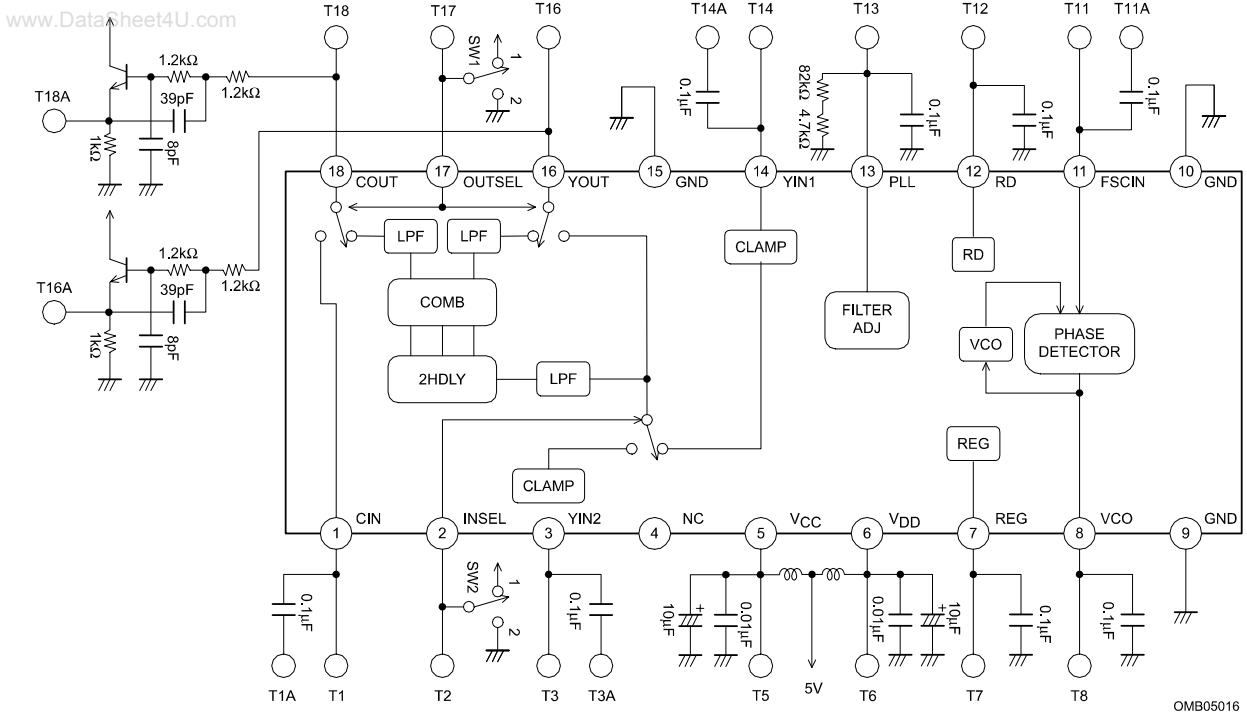 www.DataSheet4U.com
T18
T17
T16
T14A
T14
T13
T12
T11
T11A
SW1
1
2
1.2kΩ
39pF
1.2kΩ
T18A
1kΩ
8pF
0.1µF
82kΩ
4.7kΩ
0.1µF
0.1µF
0.1µF
18
COUT
17
OUTSEL
16
YOUT
15
GND
14
YIN1
13
PLL
12
RD
11
FSCIN
10
GND
LPF
LPF
CLAMP
RD
1.2kΩ
39pF
1.2kΩ
T16A
1kΩ
8pF
COMB
FILTER
ADJ
VCO
PHASE
DETECTOR
2HDLY
LPF
REG
CLAMP
1
CIN
2
INSEL
3
YIN2
4
NC
5
VCC
6
VDD
7
REG
8
VCO
9
GND
0.1µF
SW2
1
2
0.1µF
10µF
+
0.01µF
0.01µF
+
10µF
0.1µF
0.1µF
T1A
T1
T2
T3
T3A
T5
5V
T6
T7
T8
OMB05016